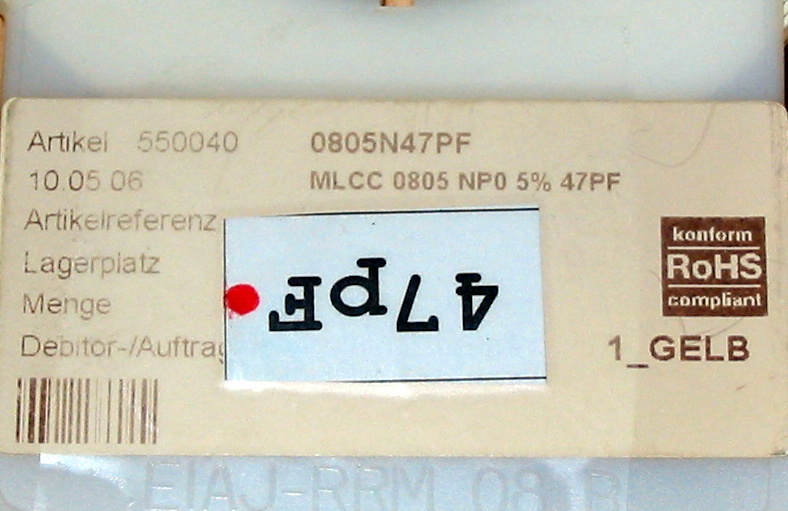 Artikel 550040 0805N47PF
10.05.06 MLCC 0805 NP0 5% 47PF
Artikelreferenz
Lagerplatz
Menge
Debitor-/Auftrag
47pF
konform
RoHS
compliant
1_GELB
EIAJ-RRM 08 B